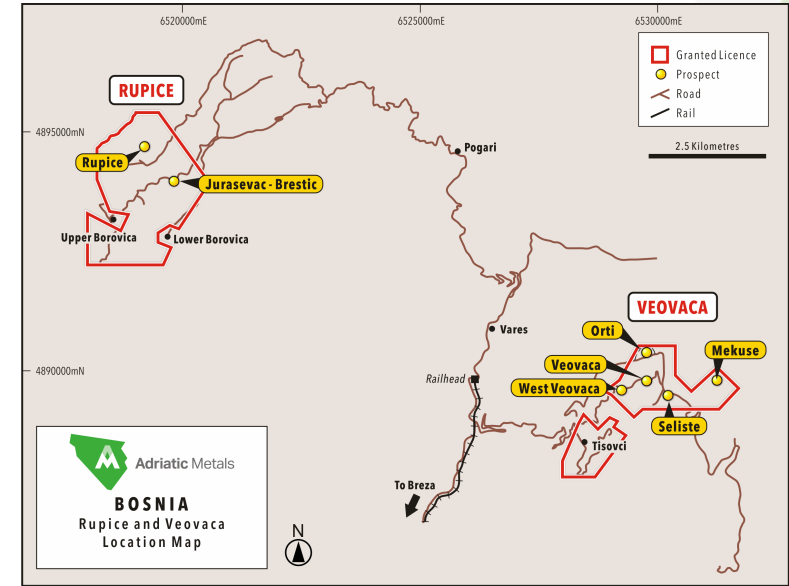 6520000mE
6525000mE
6530000mE
Granted Licence
Prospect
Road
Rail
2.5 Kilometres
RUPICE
4895000mN
Pogari
Rupice
Jurasevac - Brestic
Upper Borovica
Lower Borovica
VEOVACA
Vares
Orti
Mekuse
Veovaca
4890000mN
Railhead
West Veovaca
Seliste
Tisovci
Adriatic Metals
To Breza
BOSNIA
Rupice and Veovaca
Location Map
N